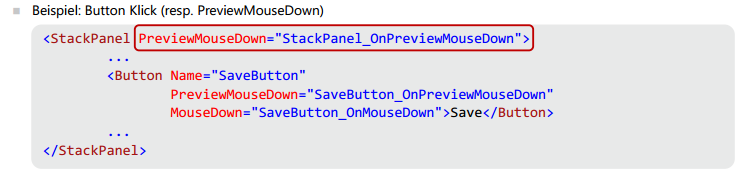 Beispiel: Button Klick (resp. PreviewMouseDown)
<StackPanel PreviewMouseDown="StackPanel_OnPreviewMouseDown">
...
<Button Name="SaveButton"
PreviewMouseDown="SaveButton_OnPreviewMouseDown"
MouseDown="SaveButton_OnMouseDown">Save</Button>
...
</StackPanel>